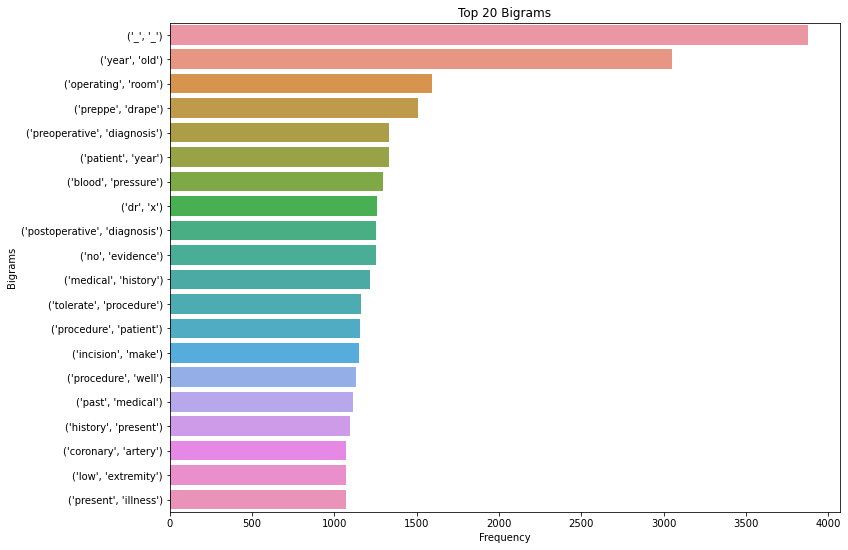 Top 20 Bigrams
('_', '_')
('year', 'old')
('operating', 'room')
('preppe', 'drape')
('preoperative', 'diagnosis')
('patient', 'year')
('blood', 'pressure')
('dr', 'x')
('postoperative', 'diagnosis')
('no', 'evidence')
('medical', 'history')
('tolerate', 'procedure')
('procedure', 'patient')
('incision', 'make')
('procedure', 'well')
('past', 'medical')
('history', 'present')
('coronary', 'artery')
('low', 'extremity')
('present', 'illness')
Bigrams
0 500 1000 1500 2000 2500 3000 3500 4000
Frequency